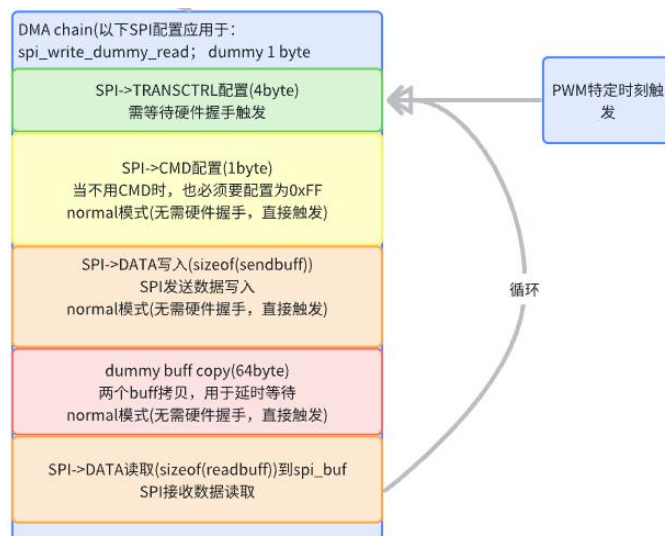 DMA chain(以下SPI配置应用于：
spi_write_dummy_read； dummy 1 byte
SPI->TRANSCTRL配置(4byte)
需等待硬件握手触发
PWM特定时刻触
发
SPI->CMD配置(1byte)
当不用CMD时，也必须要配置为0xFF
normal模式(无需硬件握手，直接触发)
SPI->DATA写入(sizeof(sendbuff))
SPI发送数据写入
normal模式(无需硬件握手，直接触发)
循环
dummy buff copy(64byte)
两个buff拷贝，用于延时等待
normal模式(无需硬件握手，直接触发)
SPI->DATA读取(sizeof(readbuff))到spi_buf
SPI接收数据读取